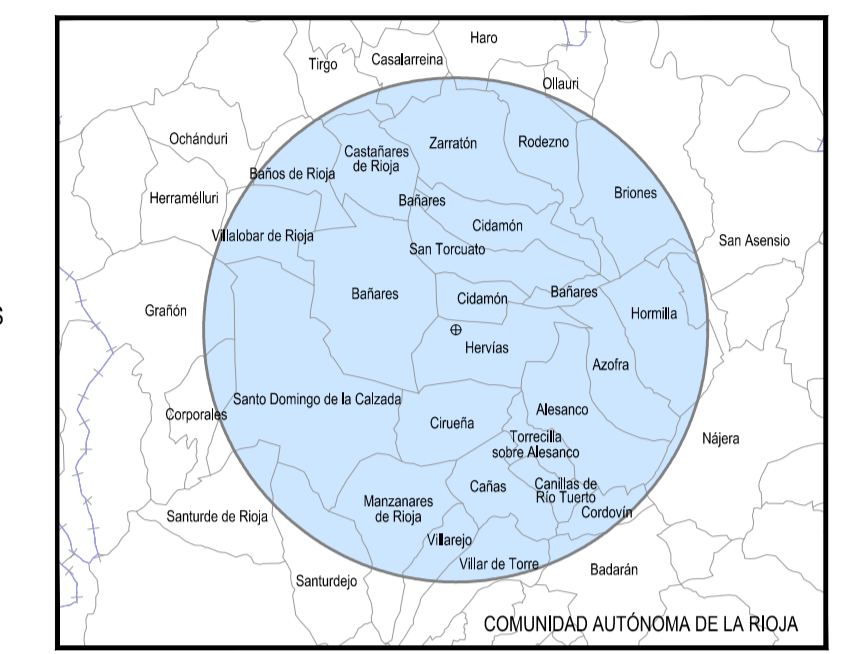 Haro
Casalarreina
Tirgo
Ollauri
Ochánduri
Zarratón
Rodezno
Castañares
de Rioja
Baños de Rioja
Herramélluri
Briones
Bañares
Cidamón
Villalobar de Rioja
San Asensio
San Torcuato
Bañares
Cidamón
Bañares
Grañón
Hormilla
S
Hervías
Azofra
Santo Domingo de la Calzada
Corporales
Alesanco
Cirueña
Nájera
Torrecilla
sobre Alesanco
Cañas
Canillas de
Río Tuerto
Manzanares
de Rioja
Santurde de Rioja
Cordovín
Villarejo
Villar de Torre
Badarán
Santurdejo
COMUNIDAD AUTÓNOMA DE LA RIOJA